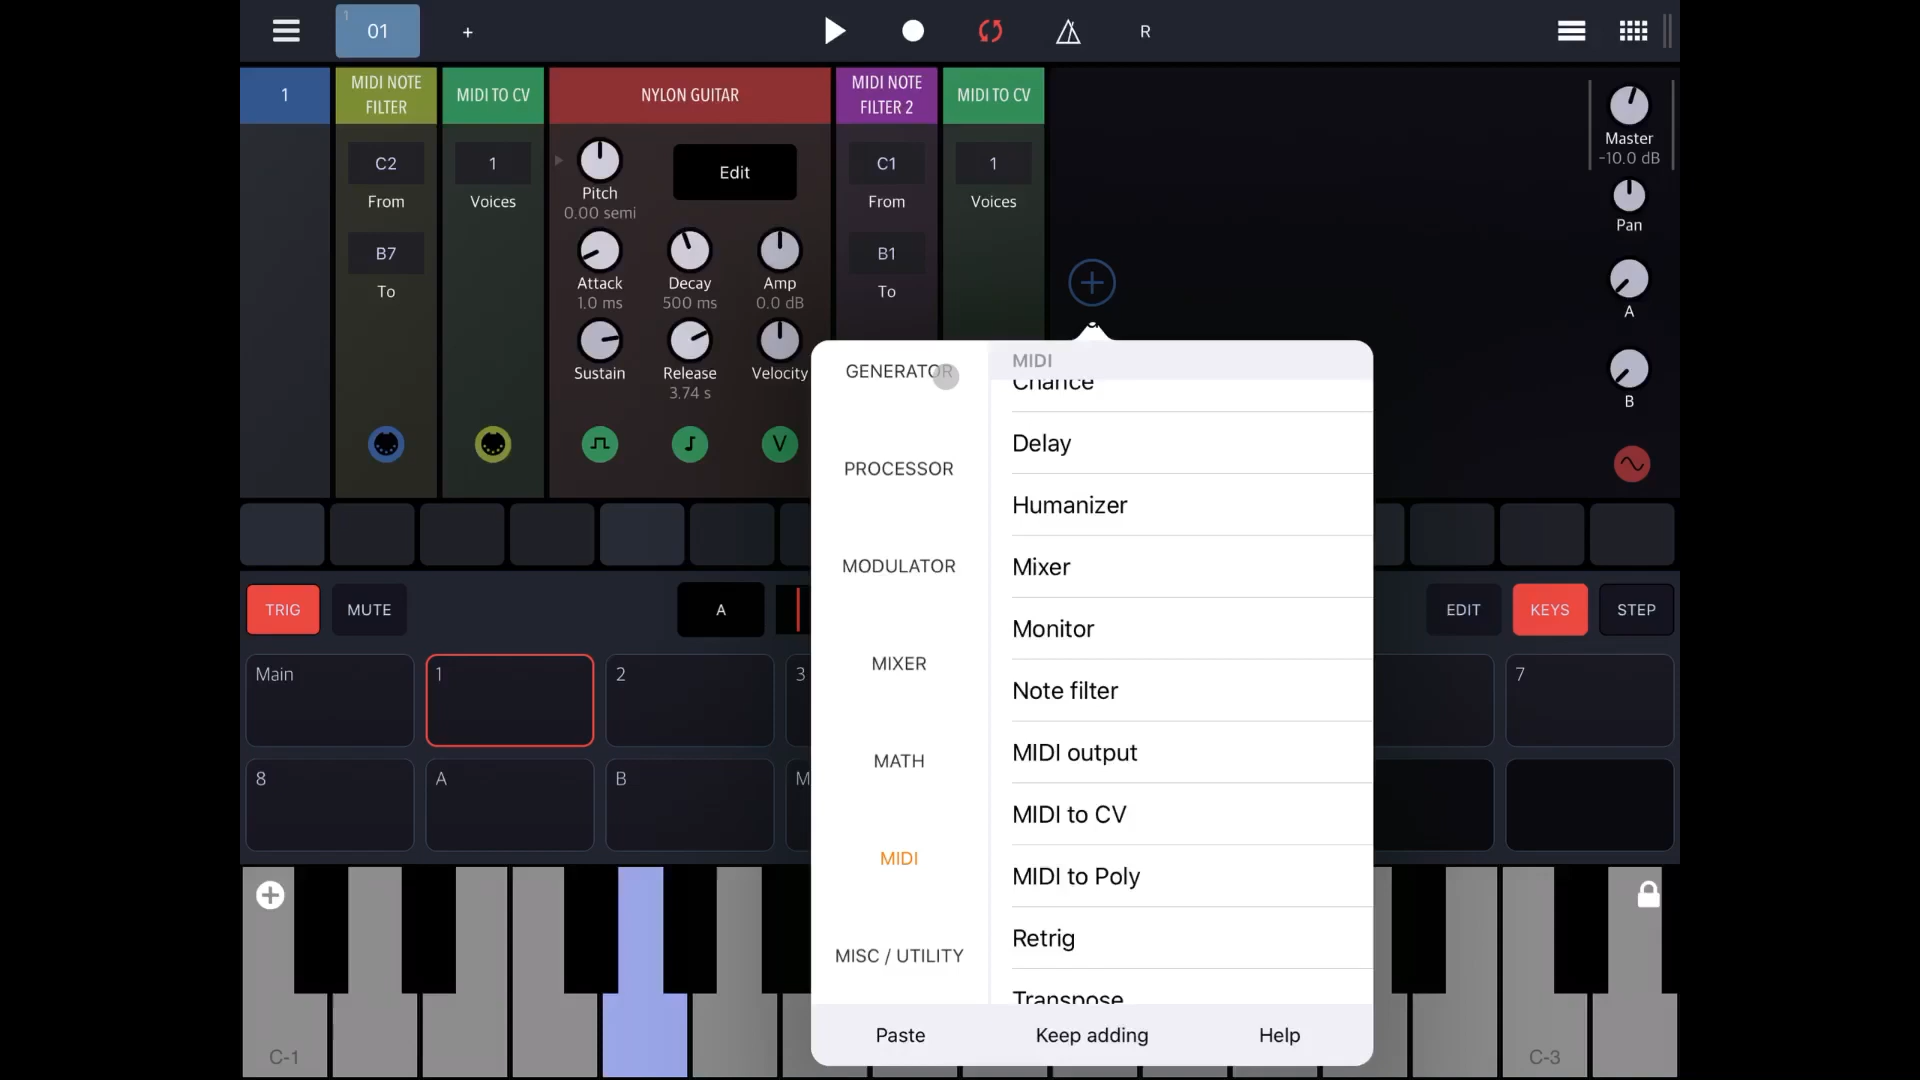 1
01
+
R
1
MIDI NOTE
FILTER
MIDI TO CV
NYLON GUITAR
MIDI NOTE
FILTER 2
MIDI TO CV
C2
From
B7
To
1
Voices
Pitch
0.00 semi
Edit
Attack
1.0 ms
Decay
500 ms
Amp
0.0 dB
Sustain
Release
3.74 s
Velocity
V
C1
From
B1
To
1
Voices
Master
-10.0 dB
Pan
A
B
GENERATOR
PROCESSOR
MODULATOR
MIXER
MATH
MIDI
MISC / UTILITY
MIDI
Chance
Delay
Humanizer
Mixer
Monitor
Note filter
MIDI output
MIDI to CV
MIDI to Poly
Retrig
Transpose
Paste
Keep adding
Help
TRIG
MUTE
A
EDIT
KEYS
STEP
Main
1
2
3
7
8
A
B
M
C-1
C-3